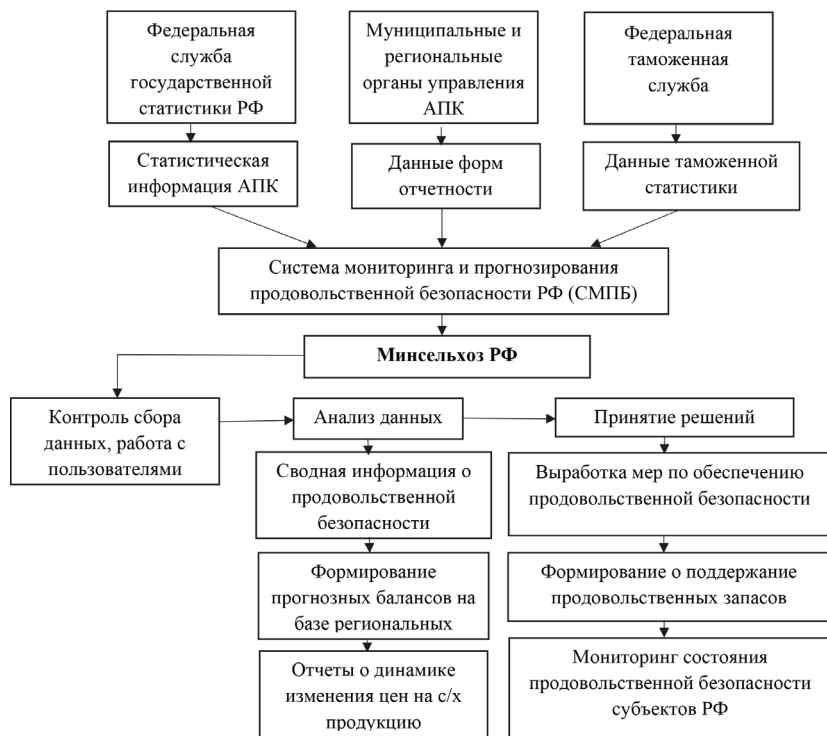 Федеральная
служба
государственной
статистики РФ
Муниципальные и
региональные
органы управления
АПК
Федеральная
таможенная
служба
Статистическая
информация АПК
Данные форм
отчетности
Данные таможенной
статистики
Система мониторинга и прогнозирования
продовольственной безопасности РФ (СМПБ)
Минсельхоз РФ
Контроль сбора
данных, работа с
пользователями
Анализ данных
Принятие решений
Сводная информация о
продовольственной
безопасности
Выработка мер по обеспечению
продовольственной безопасности
Формирование
прогнозных балансов на
базе региональных
Формирование о поддержание
продовольственных запасов
Отчеты о динамике
изменения цен на с/х
продукцию
Мониторинг состояния
продовольственной безопасности
субъектов РФ